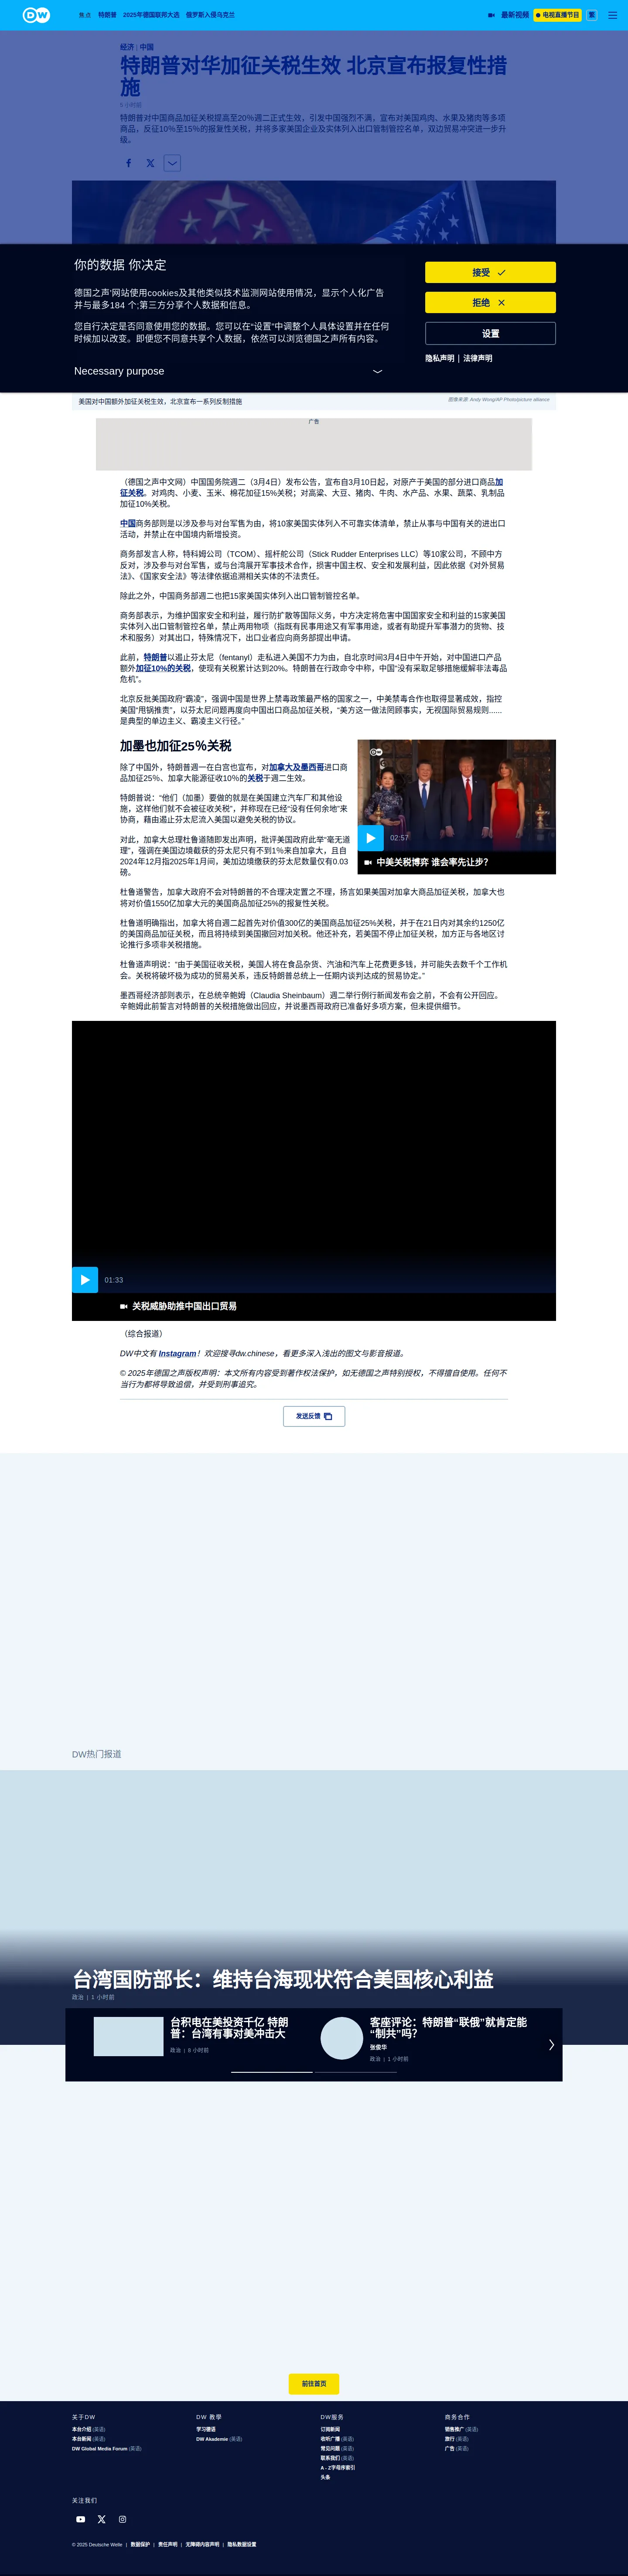 DW
焦点 特朗普 2025年德国联邦大选 俄罗斯入侵乌克兰
最新视频 电视直播节目 繁
经济 | 中国
特朗普对华加征关税生效 北京宣布报复性措
施
特朗普对中国商品加征关税提高至20%週二正式生效，引发中国强烈不满，宣布对美国鸡肉、水果及猪肉等多项
商品，反征10%至15%的报复性关税，并将多家美国企业及实体列入出口管制管控名单，双边贸易冲突进一步升
级。
你的数据 你决定
德国之声'网站使用cookies及其他类似技术监测网站使用情况，显示个人化广告
并与最多184 个;第三方分享个人数据和信息。
您自行决定是否同意使用您的数据。您可以在“设置”中调整个人具体设置并在任何
时候加以改变。即便您不同意共享个人数据，依然可以浏览德国之声所有内容。
Necessary purpose
接受
拒绝
设置
隐私声明 | 法律声明
美国对中国额外加征关税生效，北京宣布一系列反制措施
图像来源: Andy Wong/AP Photo/picture alliance
广告
（德国之声中文网）中国国务院週二（3月4日）发布公告，宣布自3月10日起，对原产于美国的部分进口商品加
征关税。对鸡肉、小麦、玉米、棉花加征15%关税；对高粱、大豆、猪肉、牛肉、水产品、水果、蔬菜、乳制品
加征10%关税。
中国商务部则是以涉及参与对台军售为由，将10家美国实体列入不可靠实体清单，禁止从事与中国有关的进出口
活动，并禁止在中国境内新增投资。
商务部发言人称，特科姆公司（TCOM）、摇杆舵公司（Stick Rudder Enterprises LLC）等10家公司，不顾中方
反对，涉及参与对台军售，或与台湾展开军事技术合作，损害中国主权、安全和发展利益，因此依据《对外贸易
法》、《国家安全法》等法律依据追溯相关实体的不法责任。
除此之外，中国商务部週二也把15家美国实体列入出口管制管控名单。
商务部表示，为维护国家安全和利益，履行防扩散等国际义务，中方决定将危害中国国家安全和利益的15家美国
实体列入出口管制管控名单，禁止两用物项（指既有民事用途又有军事用途，或者有助提升军事潜力的货物、技
术和服务）对其出口，特殊情况下，出口业者应向商务部提出申请。
此前，特朗普以遏止芬太尼（fentanyl）走私进入美国不力为由，自北京时间3月4日中午开始，对中国进口产品
额外加征10%的关税，使现有关税累计达到20%。特朗普在行政命令中称，中国“没有采取足够措施缓解非法毒品
危机”。
北京反批美国政府“霸凌”，强调中国是世界上禁毒政策最严格的国家之一，中美禁毒合作也取得显著成效，指控
美国“甩锅推责”，以芬太尼问题再度向中国出口商品加征关税，“美方这一做法罔顾事实，无视国际贸易规则......
是典型的单边主义、霸凌主义行径。”
加墨也加征25%关税
除了中国外，特朗普週一在白宫也宣布，对加拿大及墨西哥进口商
品加征25%、加拿大能源征收10%的关税于週二生效。
特朗普说：“他们（加墨）要做的就是在美国建立汽车厂和其他设
施，这样他们就不会被征收关税”，并称现在已经“没有任何余地”来
协商，藉由遏止芬太尼流入美国以避免关税的协议。
对此，加拿大总理杜鲁道随即发出声明，批评美国政府此举“毫无道
理”，强调在美国边境截获的芬太尼只有不到1％来自加拿大，且自
2024年12月指2025年1月间，美加边境缴获的芬太尼数量仅有0.03
磅。
DW
02:57
中美关税博弈 谁会率先让步？
杜鲁道警告，加拿大政府不会对特朗普的不合理决定置之不理，扬言如果美国对加拿大商品加征关税，加拿大也
将对价值1550亿加拿大元的美国商品加征25%的报复性关税。
杜鲁道明确指出，加拿大将自週二起首先对价值300亿的美国商品加征25%关税，并于在21日内对其余约1250亿
的美国商品加征关税，而且将持续到美国撤回对加关税。他还补充，若美国不停止加征关税，加方正与各地区讨
论推行多项非关税措施。
杜鲁道声明说：“由于美国征收关税，美国人将在食品杂货、汽油和汽车上花费更多钱，并可能失去数千个工作机
会。关税将破坏极为成功的贸易关系，违反特朗普总统上一任期内谈判达成的贸易协定。”
墨西哥经济部则表示，在总统辛鲍姆（Claudia Sheinbaum）週二举行例行新闻发布会之前，不会有公开回应。
辛鲍姆此前誓言对特朗普的关税措施做出回应，并说墨西哥政府已准备好多项方案，但未提供细节。
01:33
关税威胁助推中国出口贸易
（综合报道）
DW中文有 Instagram！欢迎搜寻dw.chinese，看更多深入浅出的图文与影音报道。
© 2025年德国之声版权声明：本文所有内容受到著作权法保护，如无德国之声特别授权，不得擅自使用。任何不
当行为都将导致追偿，并受到刑事追究。
发送反馈
DW热门报道
台湾国防部长：维持台海现状符合美国核心利益
政治 | 1 小时前
台积电在美投资千亿 特朗
普：台湾有事对美冲击大
政治 | 8 小时前
客座评论：特朗普“联俄”就肯定能
“制共”吗？
张俊华
政治 | 1 小时前
前往首页
关于DW
本台介绍 (英语)
本台新闻 (英语)
DW Global Media Forum (英语)
DW 教學
学习德语
DW Akademie (英语)
DW服务
订阅新闻
收听广播 (英语)
常见问题 (英语)
联系我们 (英语)
A - Z字母序索引
头条
商务合作
销售推广 (英语)
旅行 (英语)
广告 (英语)
关注我们
© 2025 Deutsche Welle | 数据保护 | 责任声明 | 无障碍内容声明 | 隐私数据设置